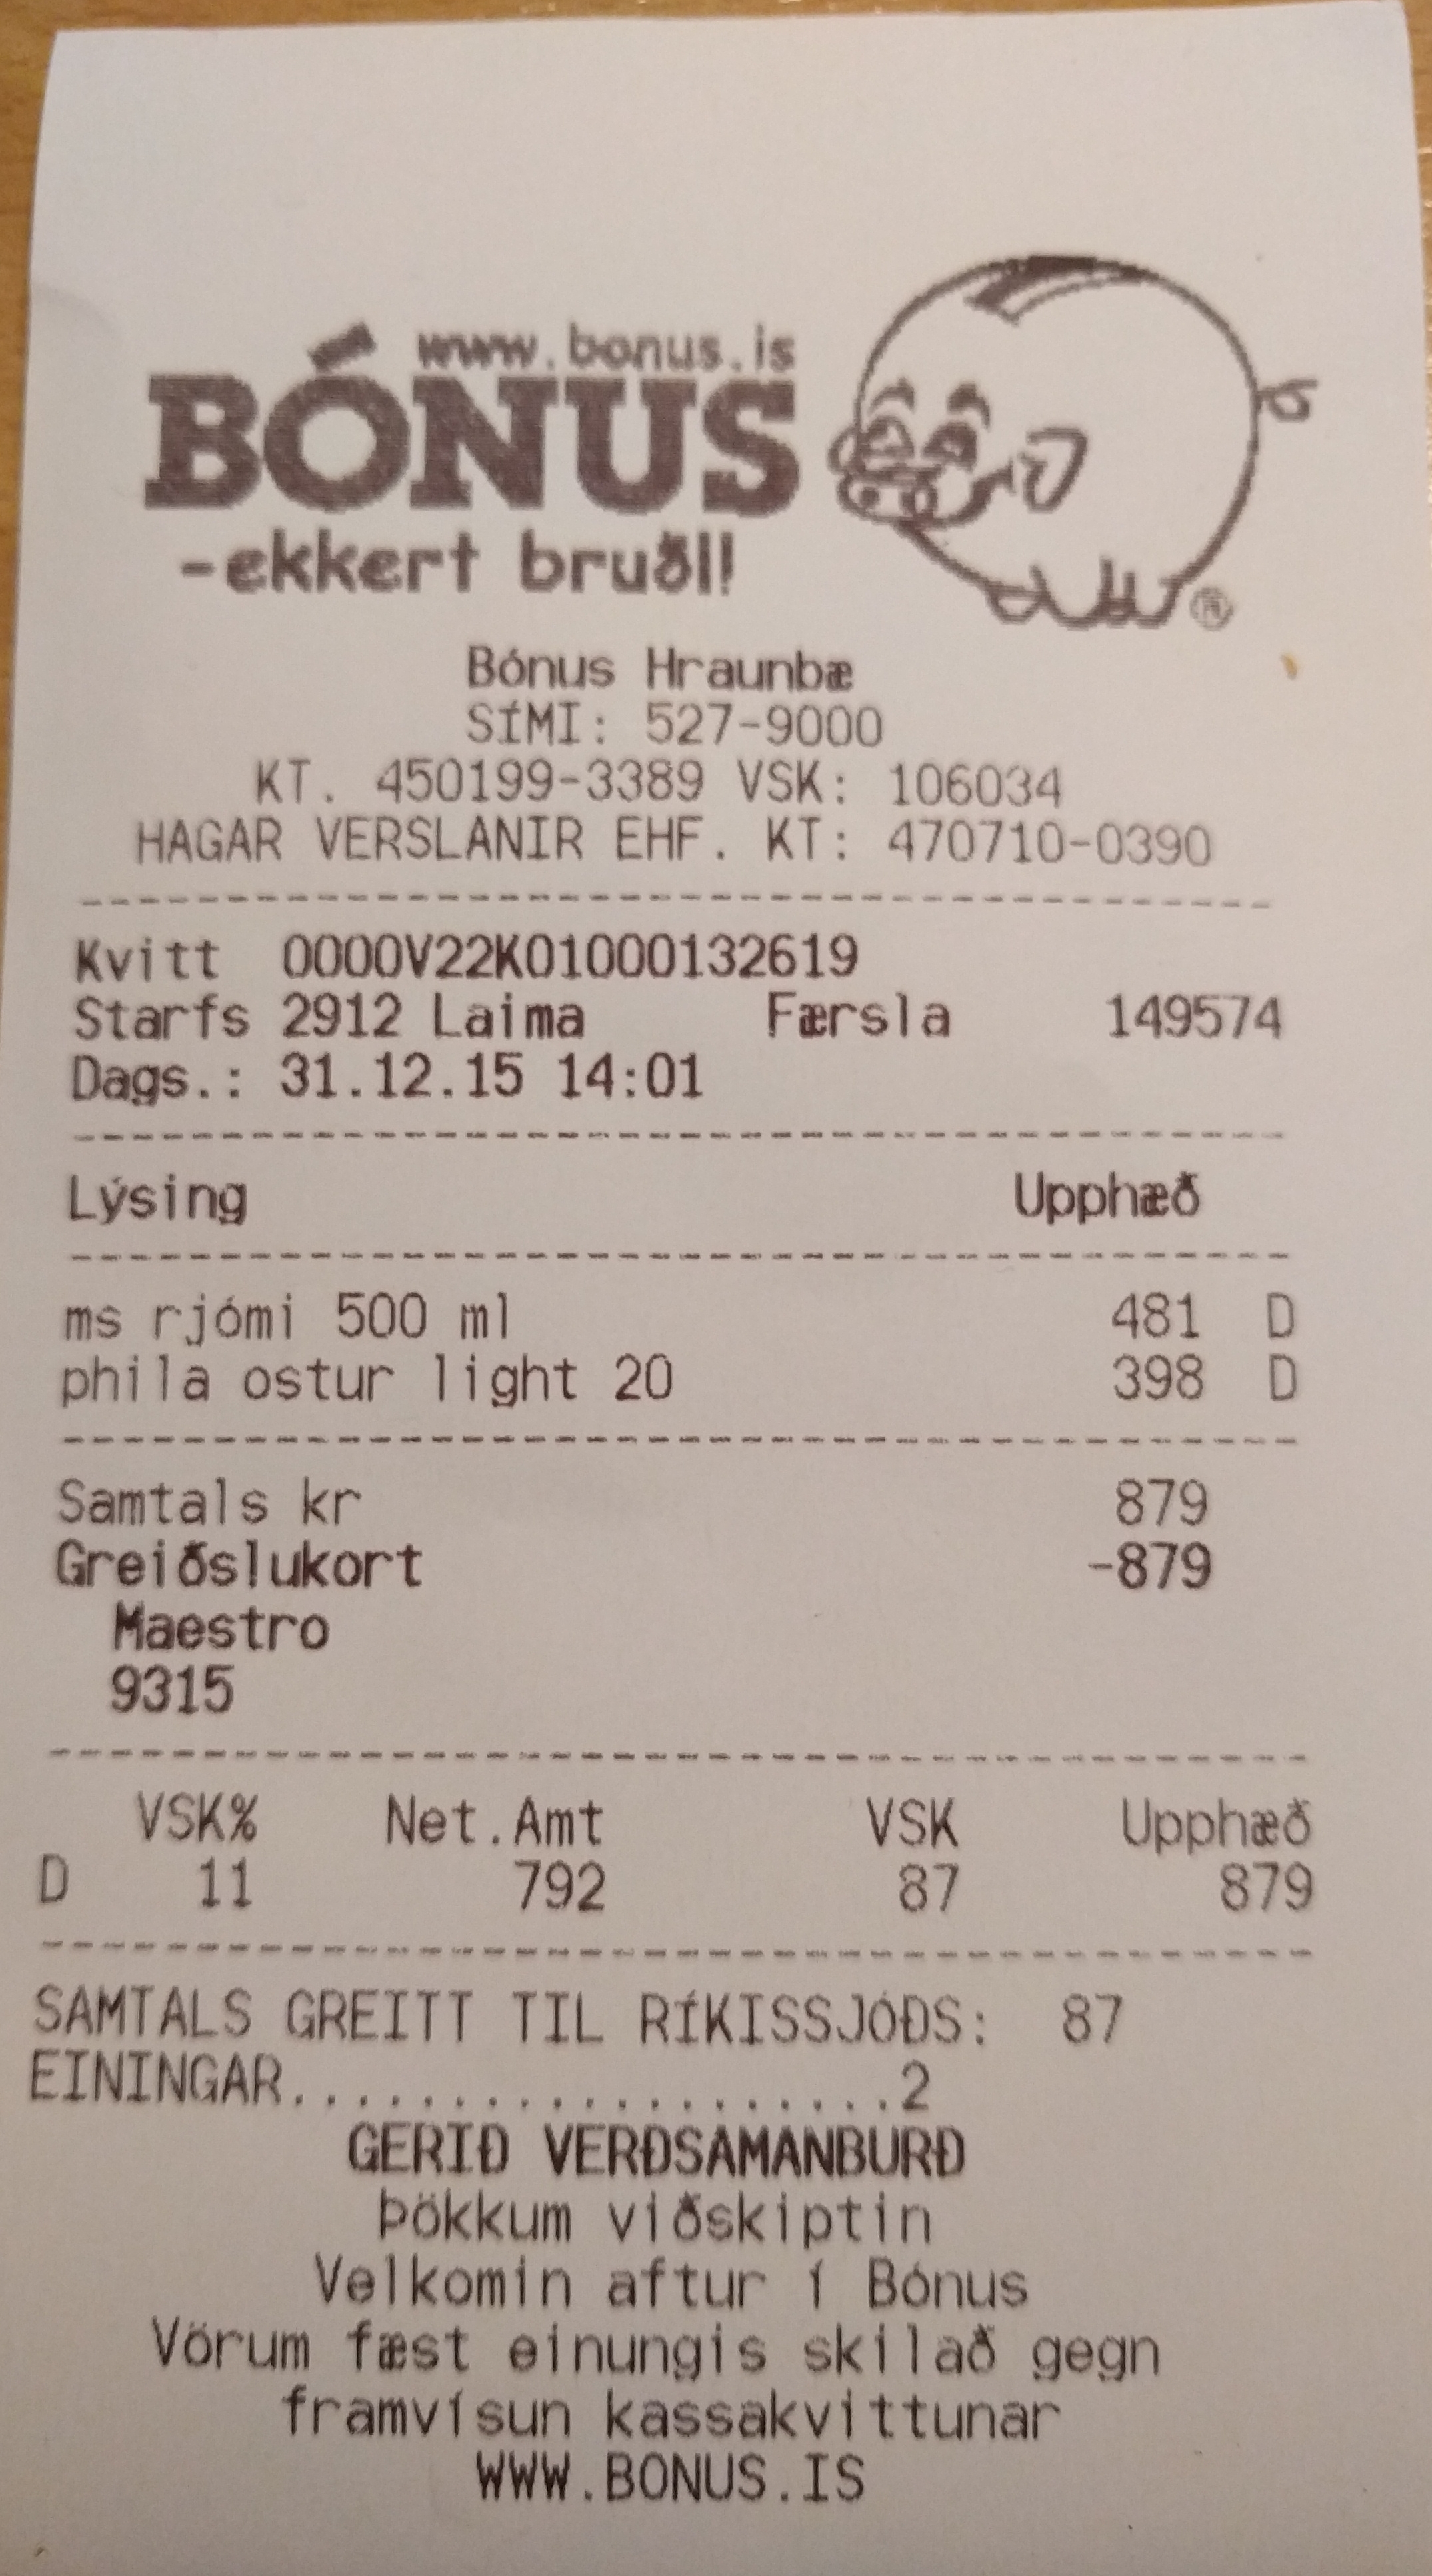 www.bonus.is
BÓNUS
-ekkert bruðl!
®
Bónus Hraunbæ
SÍMI: 527-9000
KT. 450199-3389 VSK: 106034
HAGAR VERSLANIR EHF. KT: 470710-0390
Kvitt 0000V22K01000132619
Starfs 2912 Laima Færsla 149574
Dags.: 31.12.15 14:01
Lýsing Upphæð
ms rjómi 500 ml 481 D
phila ostur light 20 398 D
Samtals kr 879
Greiðslukort -879
Maestro
9315
VSK% Net.Amt VSK Upphæð
D 11 792 87 879
SAMTALS GREITT TIL RÍKISSJÓÐS: 87
EININGAR....................2
GERIÐ VERÐSAMANBURÐ
Þökkum viðskiptin
Velkomin aftur í Bónus
Vörum fæst einungis skilað gegn
framvísun kassakvittunar
WWW.BONUS.IS